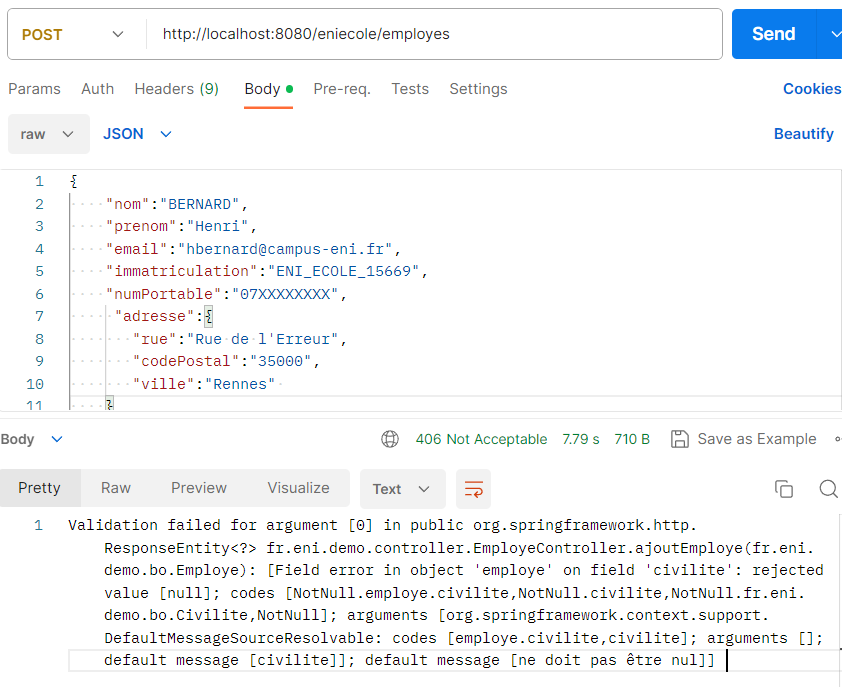 POST http://localhost:8080/eniecole/employes Send
Params Auth Headers (9) Body Pre-req. Tests Settings Cookies
raw JSON Beautify
1 {
2 "nom":"BERNARD",
3 "prenom":"Henri",
4 "email":"hbernard@campus-eni.fr",
5 "immatriculation":"ENI_ECOLE_15669",
6 "numPortable":"07XXXXXXXX",
7 "adresse":{
8 "rue":"Rue de l'Erreur",
9 "codePostal":"35000",
10 "ville":"Rennes"
11 }
Body 406 Not Acceptable 7.79 s 710 B Save as Example
Pretty Raw Preview Visualize Text
1 Validation failed for argument [0] in public org.springframework.http.
ResponseEntity<?> fr.eni.demo.controller.EmployeController.ajoutEmploye(fr.eni.
demo.bo.Employe): [Field error in object 'employe' on field 'civilite': rejected
value [null]; codes [NotNull.employe.civilite,NotNull.civilite,NotNull.fr.eni.
demo.bo.Civilite,NotNull]; arguments [org.springframework.context.support.
DefaultMessageSourceResolvable: codes [employe.civilite,civilite]; arguments [];
default message [civilite]]; default message [ne doit pas être nul]]